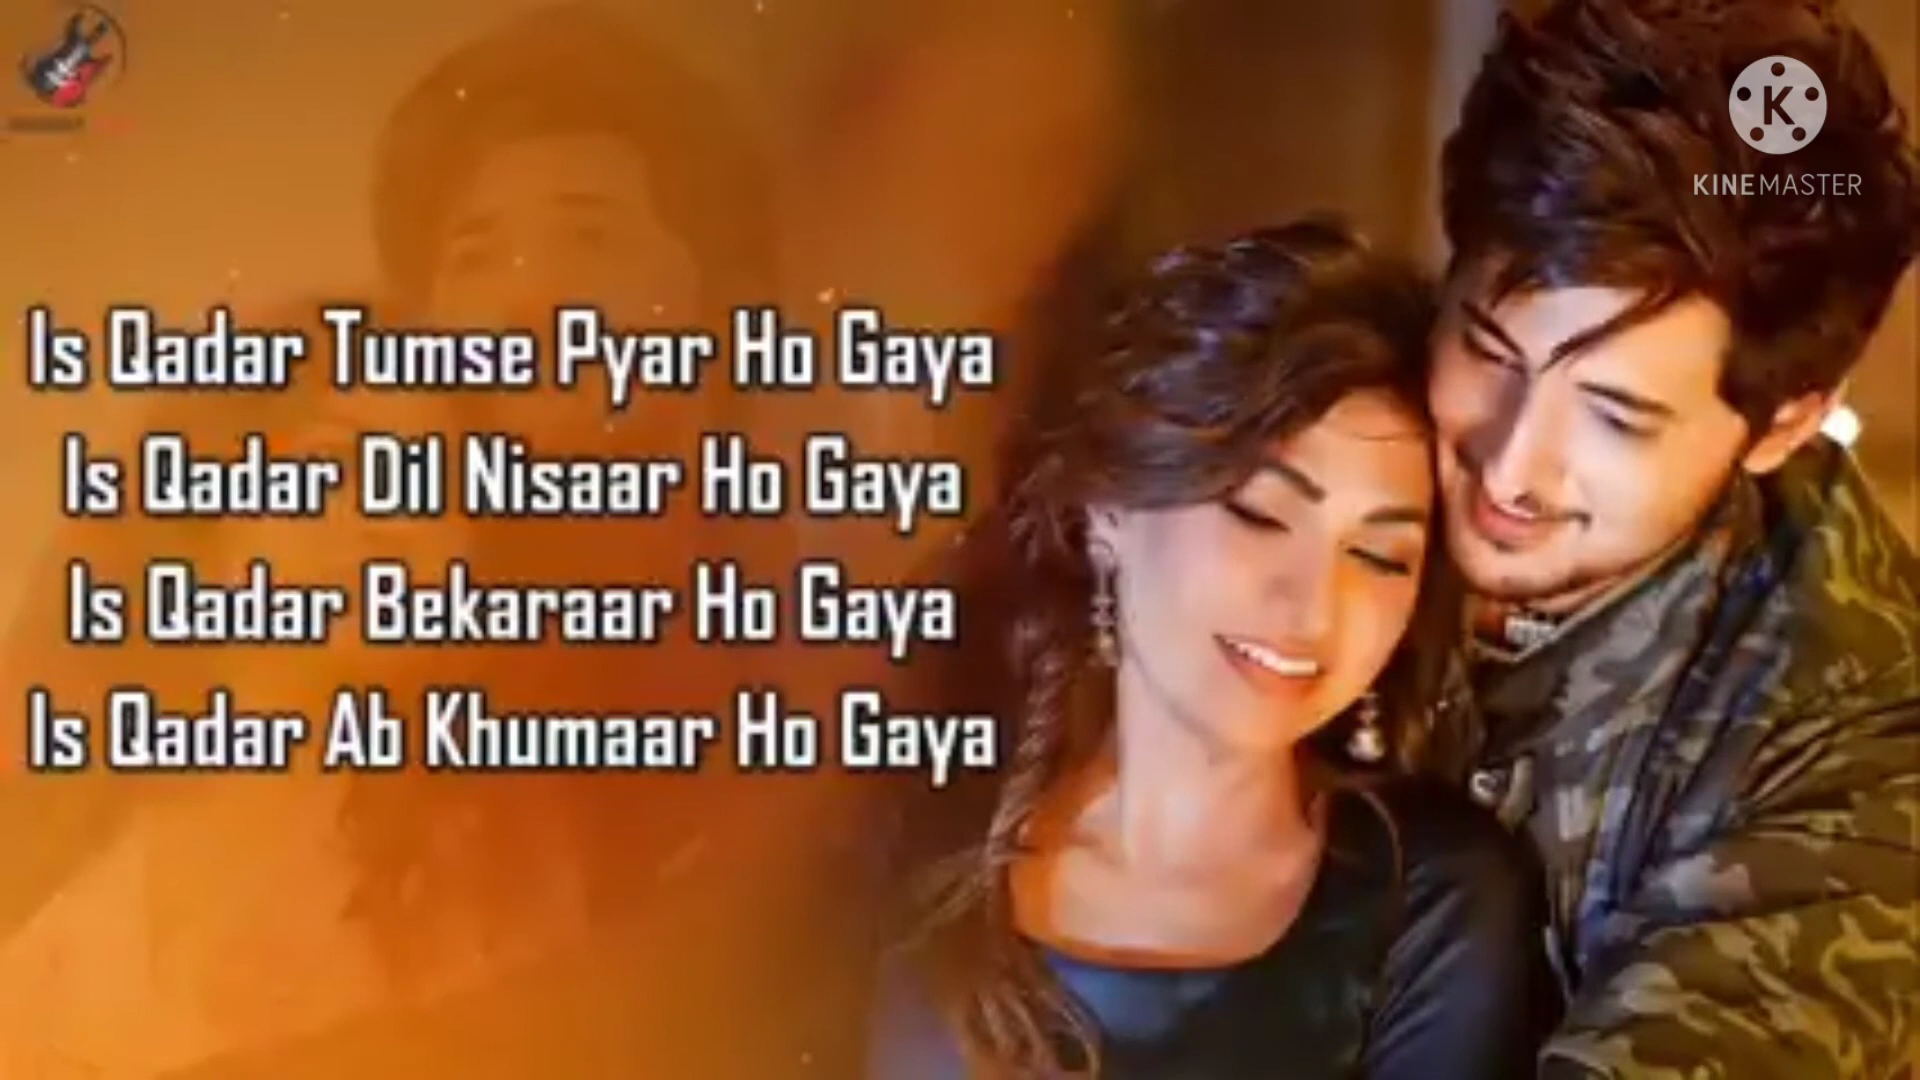 Is Qadar Tumse Pyar Ho Gaya
Is Qadar Dil Nisaar Ho Gaya
Is Qadar Bekaraar Ho Gaya
Is Qadar Ab Khumaar Ho Gaya
K
KINEMASTER